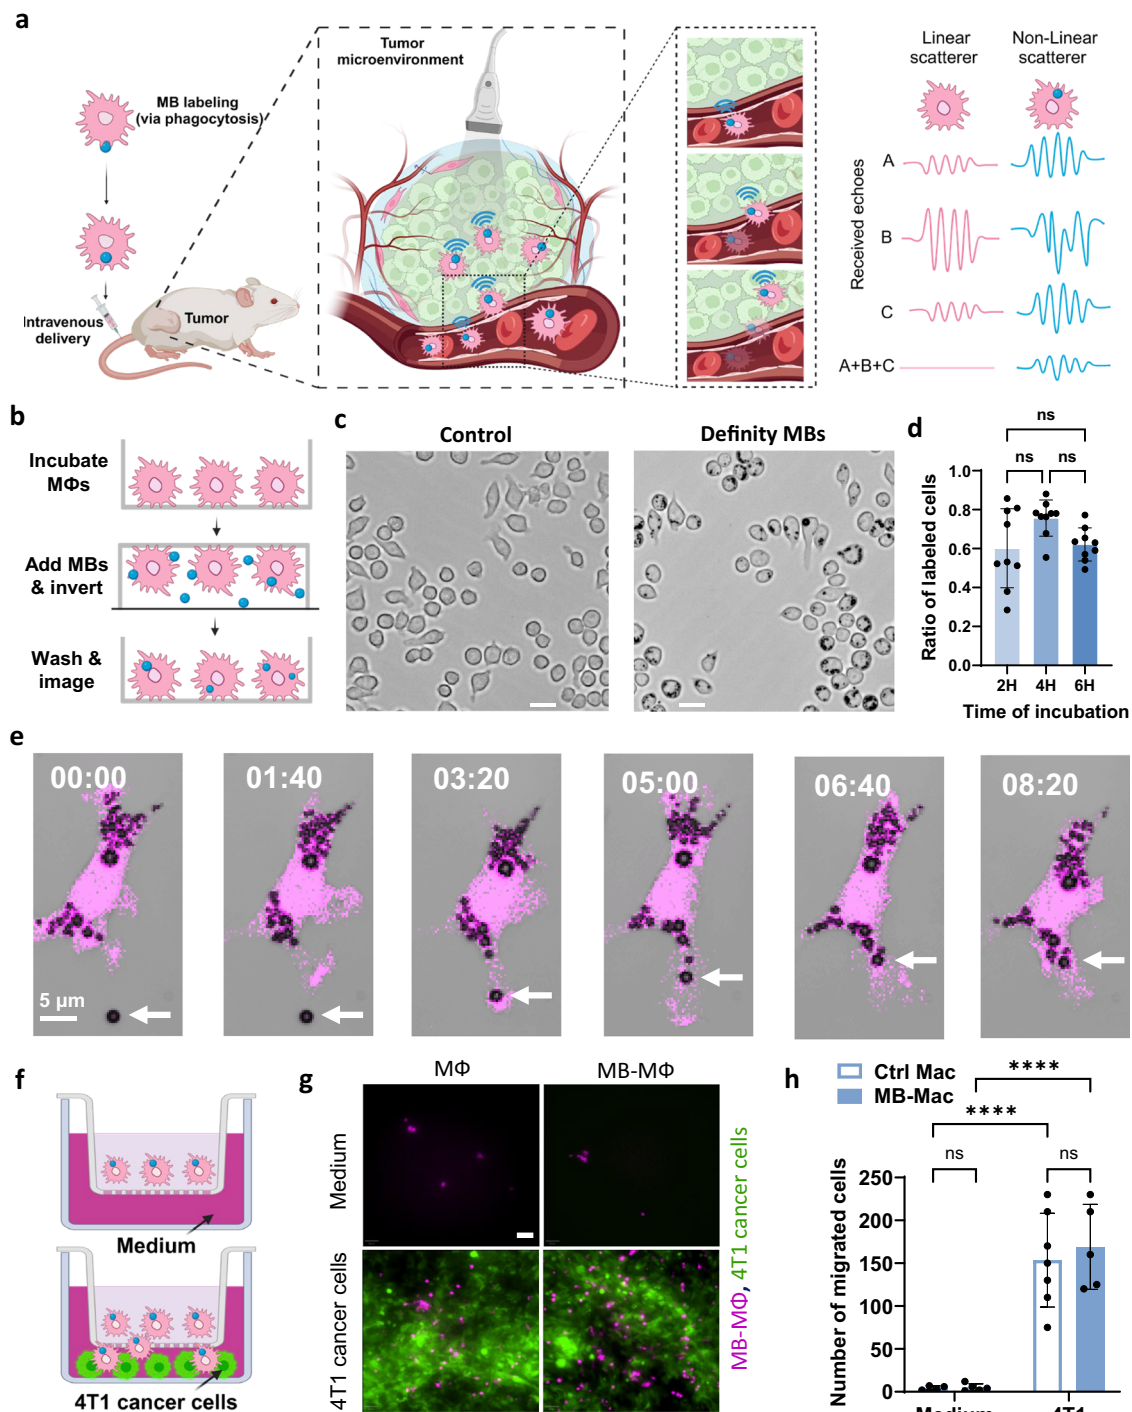 a
MB labeling
(via phagocytosis)
Intravenous
delivery
Tumor
Tumor
microenvironment
Linear
scatterer
Non-Linear
scatterer
Received echoes
A
B
C
A+B+C
b
Incubate
MΦs
Add MBs
& invert
Wash &
image
c
Control
Definity MBs
d
ns
ns
ns
Ratio of labeled cells
1.0
0.8
0.6
0.4
0.2
0.0
2H
4H
6H
Time of incubation
e
00:00
01:40
03:20
05:00
06:40
08:20
5 µm
f
Medium
4T1 cancer cells
g
MΦ
MB-MΦ
Medium
4T1 cancer cells
MB-MΦ, 4T1 cancer cells
h
Ctrl Mac
MB-Mac
****
****
ns
ns
Number of migrated cells
250
200
150
100
50
0
Medium
4T1